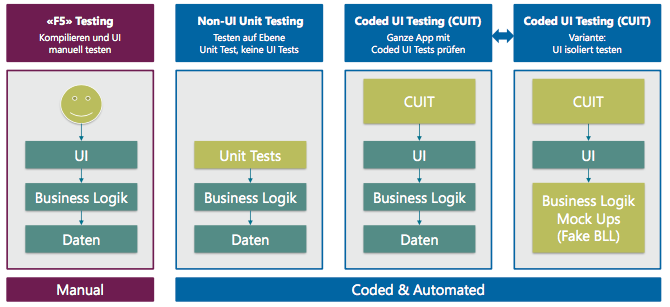 «F5» Testing
Kompilieren und UI
manuell testen
Non-UI Unit Testing
Testen auf Ebene
Unit Test, keine UI Tests
Coded UI Testing (CUIT)
Ganze App mit
Coded UI Tests prüfen
Coded UI Testing (CUIT)
Variante:
UI isoliert testen
UI
Business Logik
Daten
Unit Tests
Business Logik
Daten
CUIT
UI
Business Logik
Daten
CUIT
UI
Business Logik
Mock Ups
(Fake BLL)
Manual
Coded & Automated